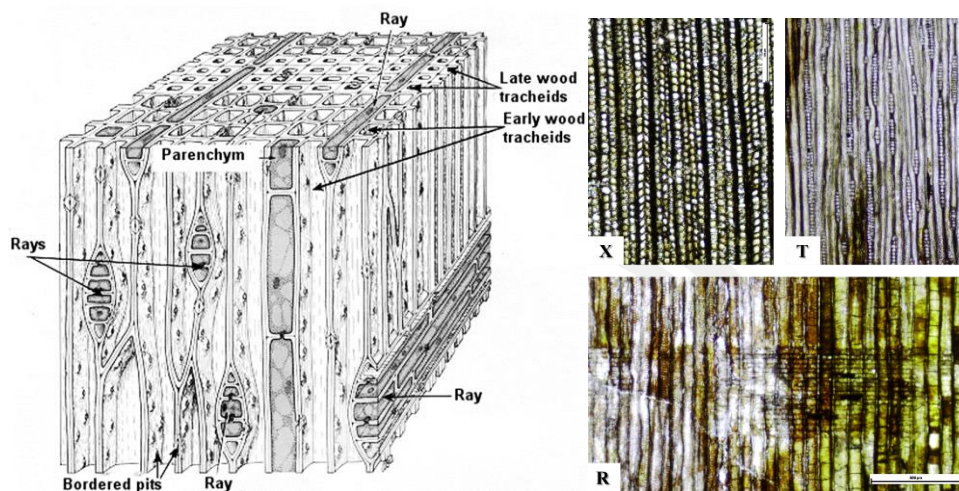 Ray
Late wood
tracheids
Early wood
tracheids
Parenchym
Rays
Ray
Bordered pits
Ray
X
T
R